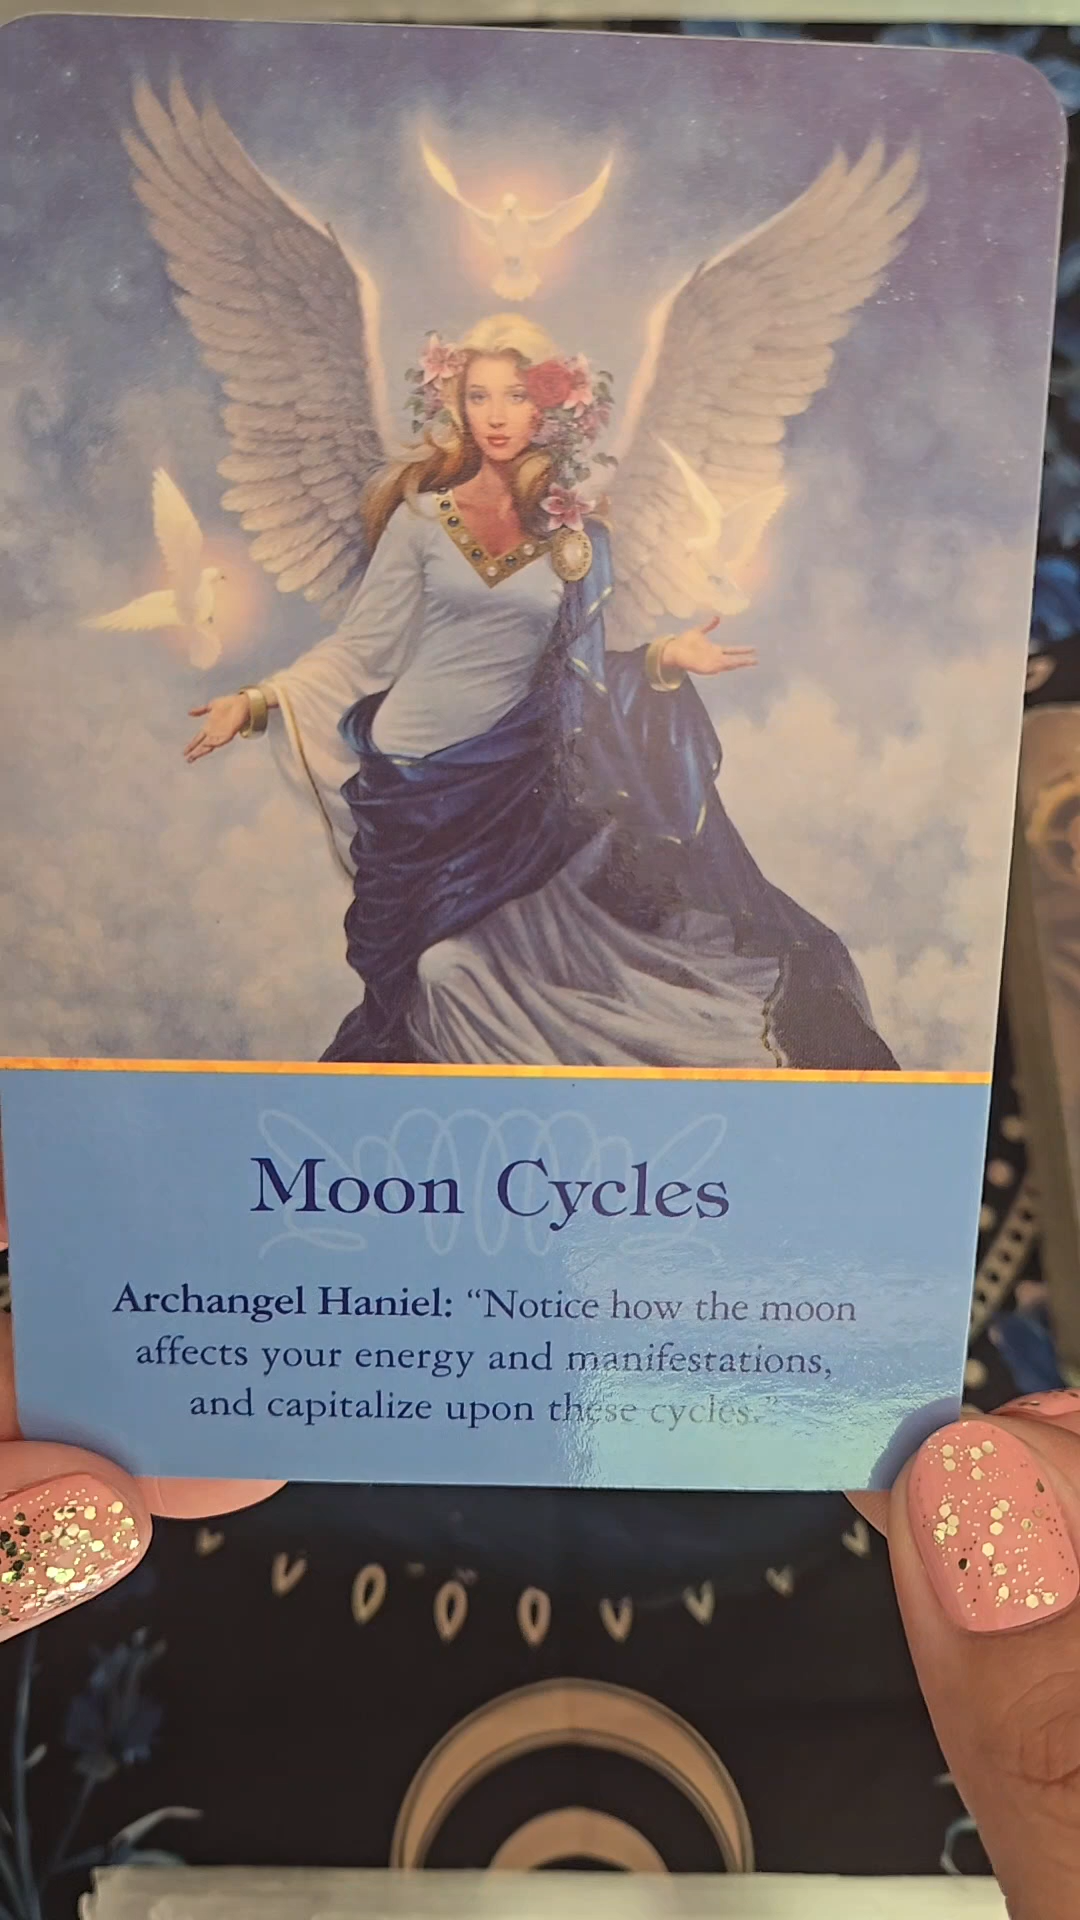 Moon Cycles
Archangel Haniel: “Notice how the moon
affects your energy and manifestations,
and capitalize upon these cycles.”